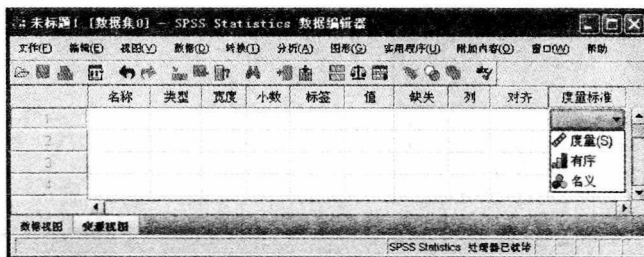 未标题1 [数据集0] — SPSS Statistics 数据编辑器
文件(F) 编辑(E) 视图(V) 数据(D) 转换(T) 分析(A) 图形(G) 实用程序(U) 附加内容(O) 窗口(W) 帮助
名称 类型 宽度 小数 标签 值 缺失 列 对齐 度量标准
1
2 度量(S)
3 有序
4 名义
数据视图 变量视图
SPSS Statistics 处理器已就绪